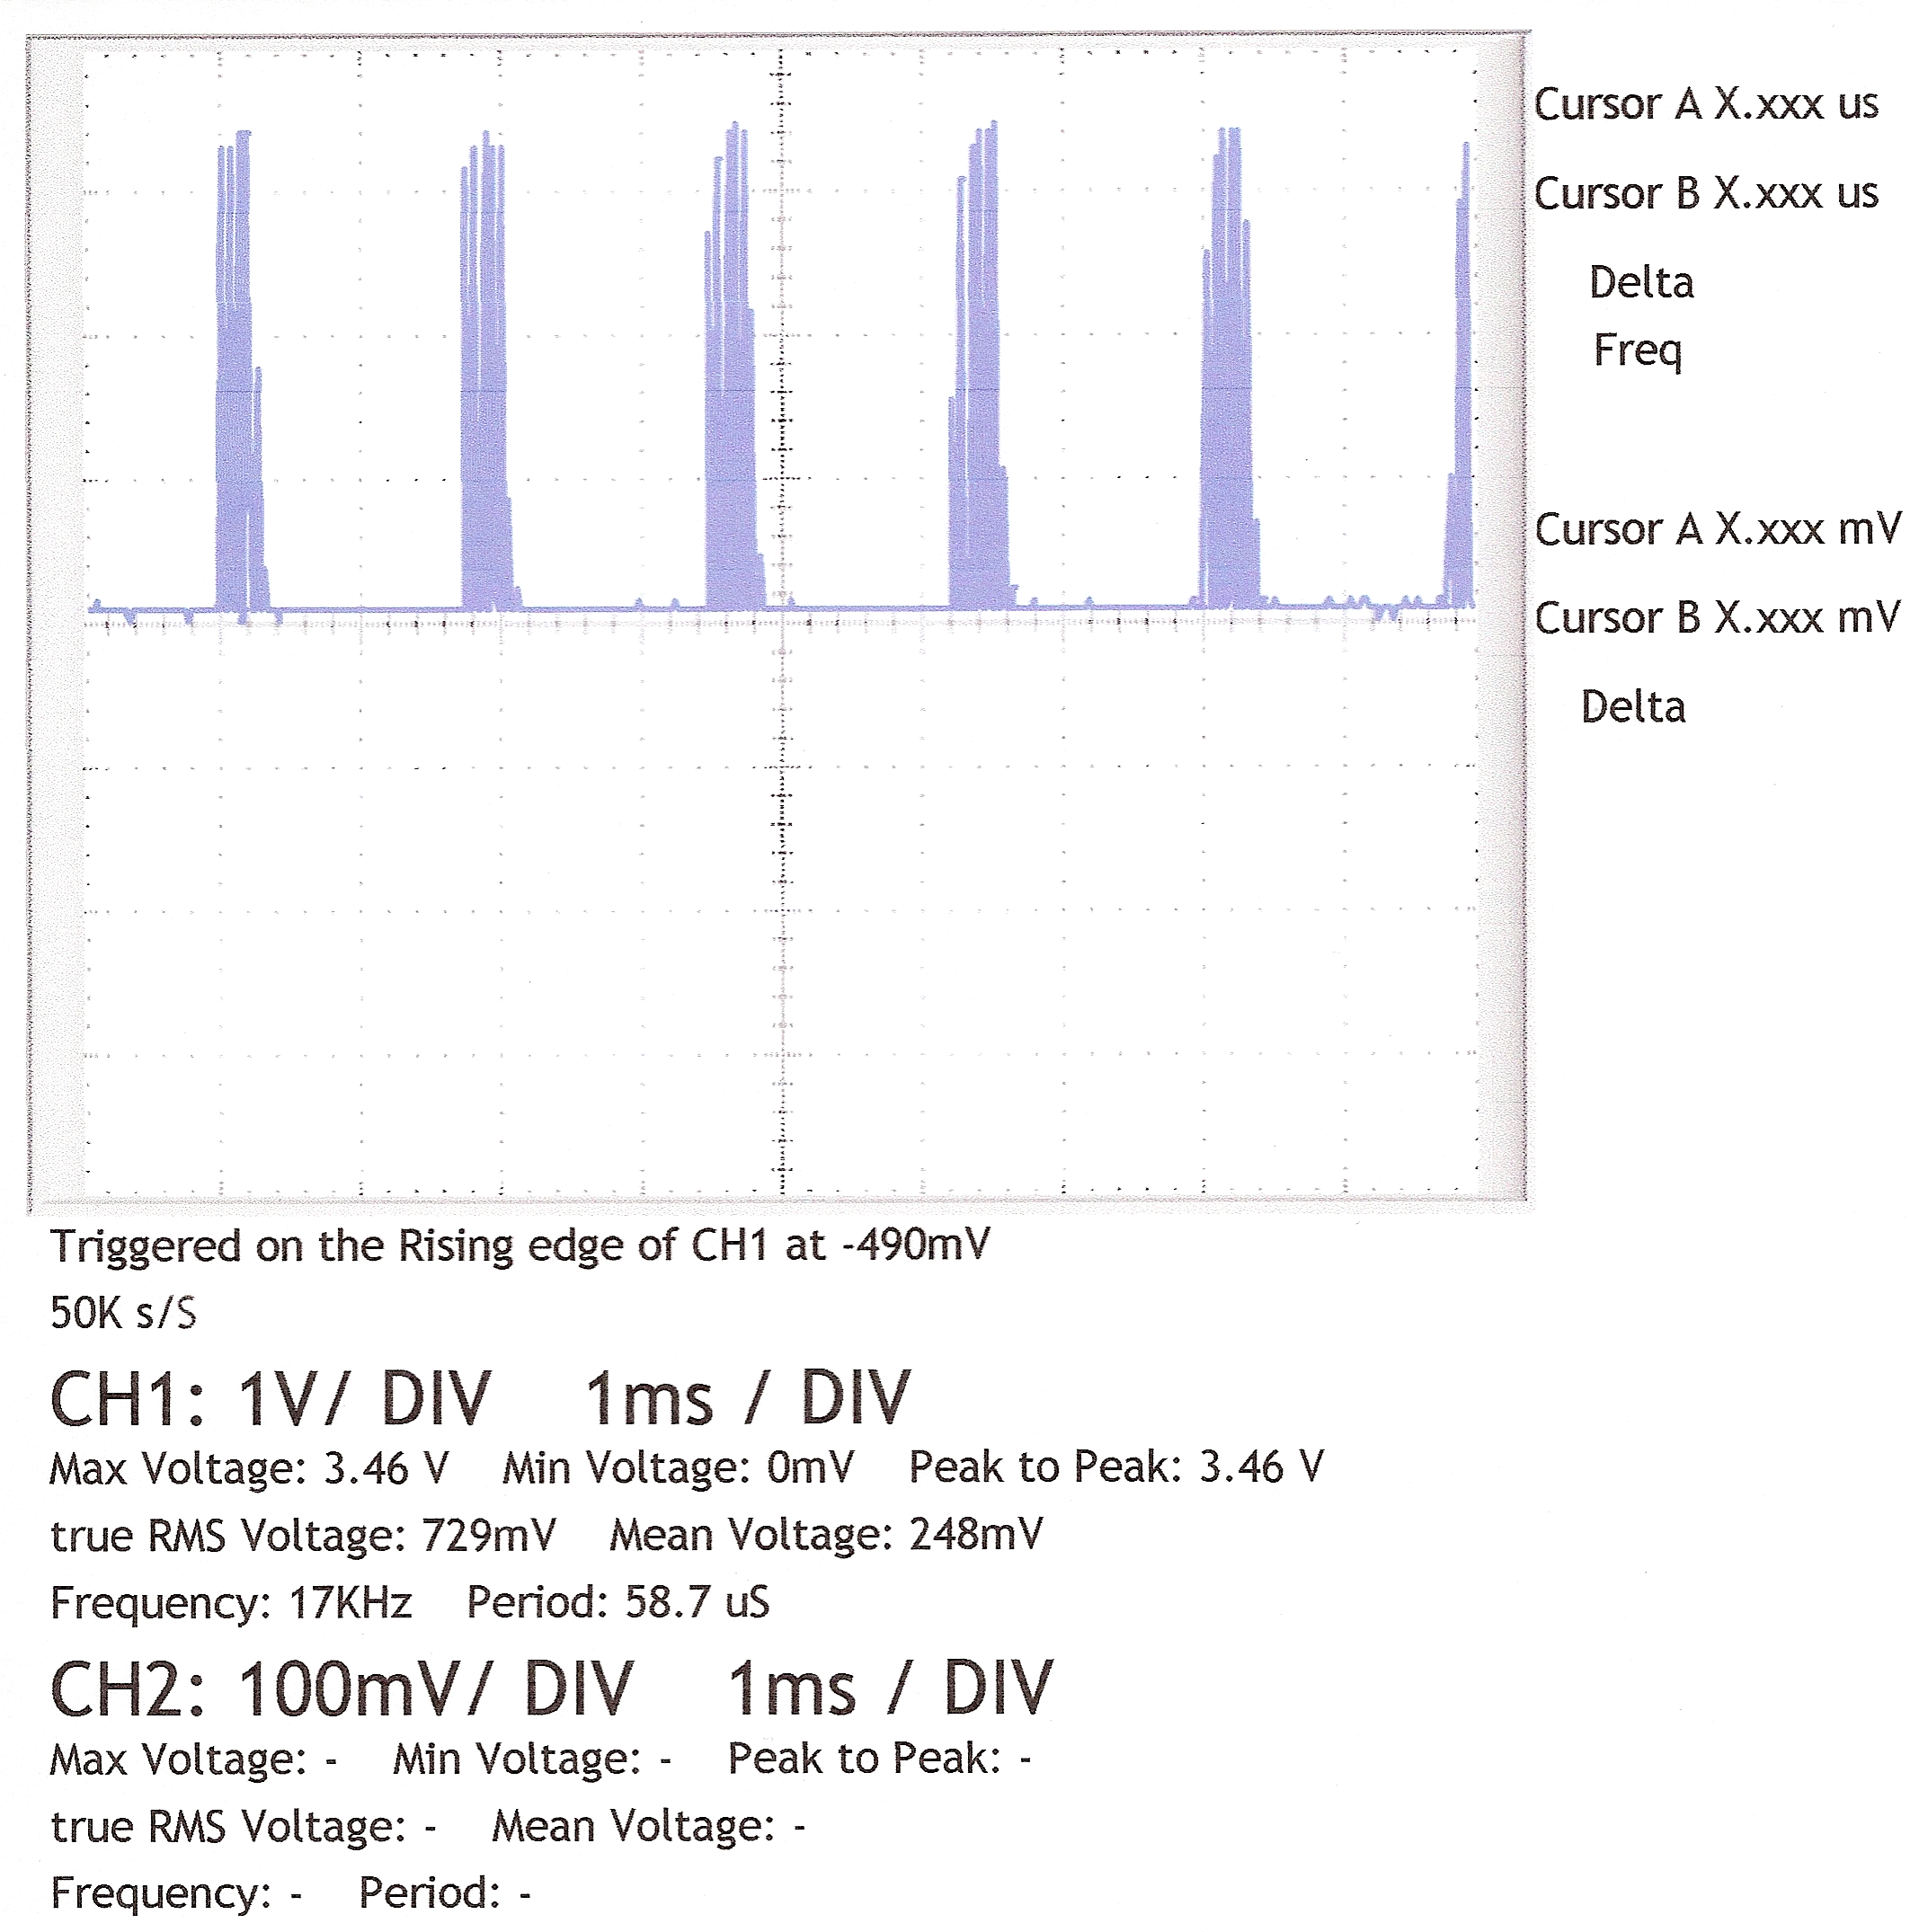 Cursor A X.xxx us
Cursor B X.xxx us
Delta
Freq
Cursor A X.xxx mV
Cursor B X.xxx mV
Delta
Triggered on the Rising edge of CH1 at -490mV
50K s/S
CH1: 1V/ DIV 1ms / DIV
Max Voltage: 3.46 V Min Voltage: 0mV Peak to Peak: 3.46 V
true RMS Voltage: 729mV Mean Voltage: 248mV
Frequency: 17KHz Period: 58.7 uS
CH2: 100mV/ DIV 1ms / DIV
Max Voltage: - Min Voltage: - Peak to Peak: -
true RMS Voltage: - Mean Voltage: -
Frequency: - Period: -